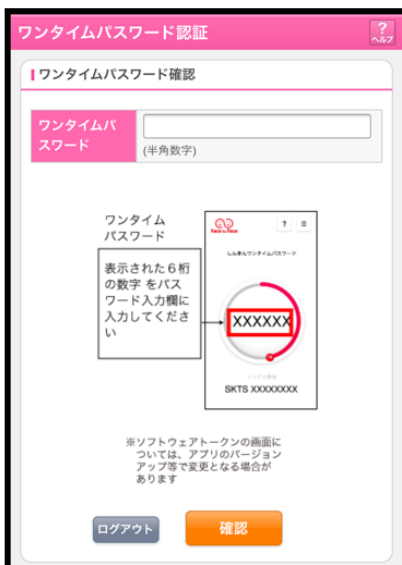 ワンタイムパスワード認証
?
ヘルプ
ワンタイムパスワード確認
ワンタイムパ
スワード
(半角数字)
ワンタイム
パスワード
表示された6桁
の数字 をパス
ワード入力欄に
入力してくださ
い
Face to Face
?
しんきんワンタイムパスワード
XXXXXX
SKTS XXXXXXXX
※ソフトウェアトークンの画面に
ついては、アプリのバージョン
アップ等で変更となる場合が
あります
ログアウト
確認